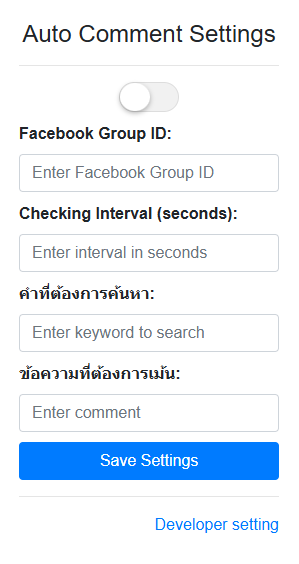 Auto Comment Settings
Facebook Group ID:
Enter Facebook Group ID
Checking Interval (seconds):
Enter interval in seconds
คำที่ต้องการค้นหา:
Enter keyword to search
ข้อความที่ต้องการเม้น:
Enter comment
Save Settings
Developer setting